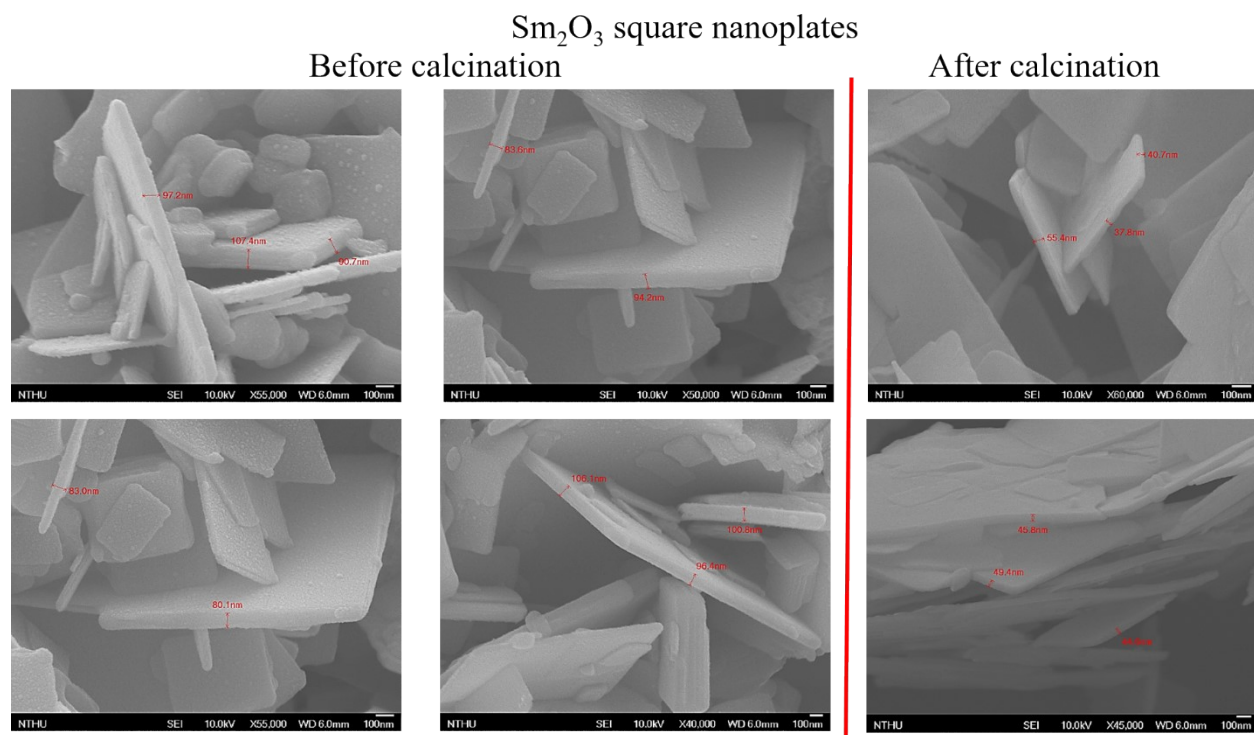 Sm₂O₃ square nanoplates
Before calcination
After calcination
97.2nm
107.4nm
90.7nm
NTHU SEI 10.0kV X55,000 WD 6.0mm 100nm
83.6nm
94.2nm
NTHU SEI 10.0kV X50,000 WD 6.0mm 100nm
40.7nm
55.4nm
37.8nm
NTHU SEI 10.0kV X60,000 WD 6.0mm 100nm
83.0nm
80.1nm
NTHU SEI 10.0kV X55,000 WD 6.0mm 100nm
106.1nm
100.8nm
96.4nm
NTHU SEI 10.0kV X40,000 WD 6.0mm 100nm
45.8nm
49.4nm
NTHU SEI 10.0kV X45,000 WD 6.0mm 100nm